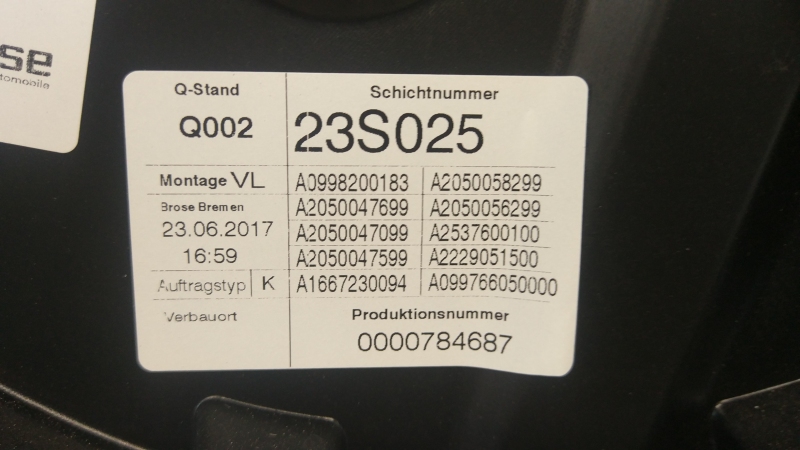 se
tomobile
Q-Stand
Schichtnummer
Q002
23S025
Montage VL
A0998200183 A2050058299
Brose Bremen
A2050047699 A2050056299
23.06.2017
A2050047099 A2537600100
16:59
A2050047599 A2229051500
Auftragstyp K
A1667230094 A099766050000
Verbauort
Produktionsnummer
0000784687